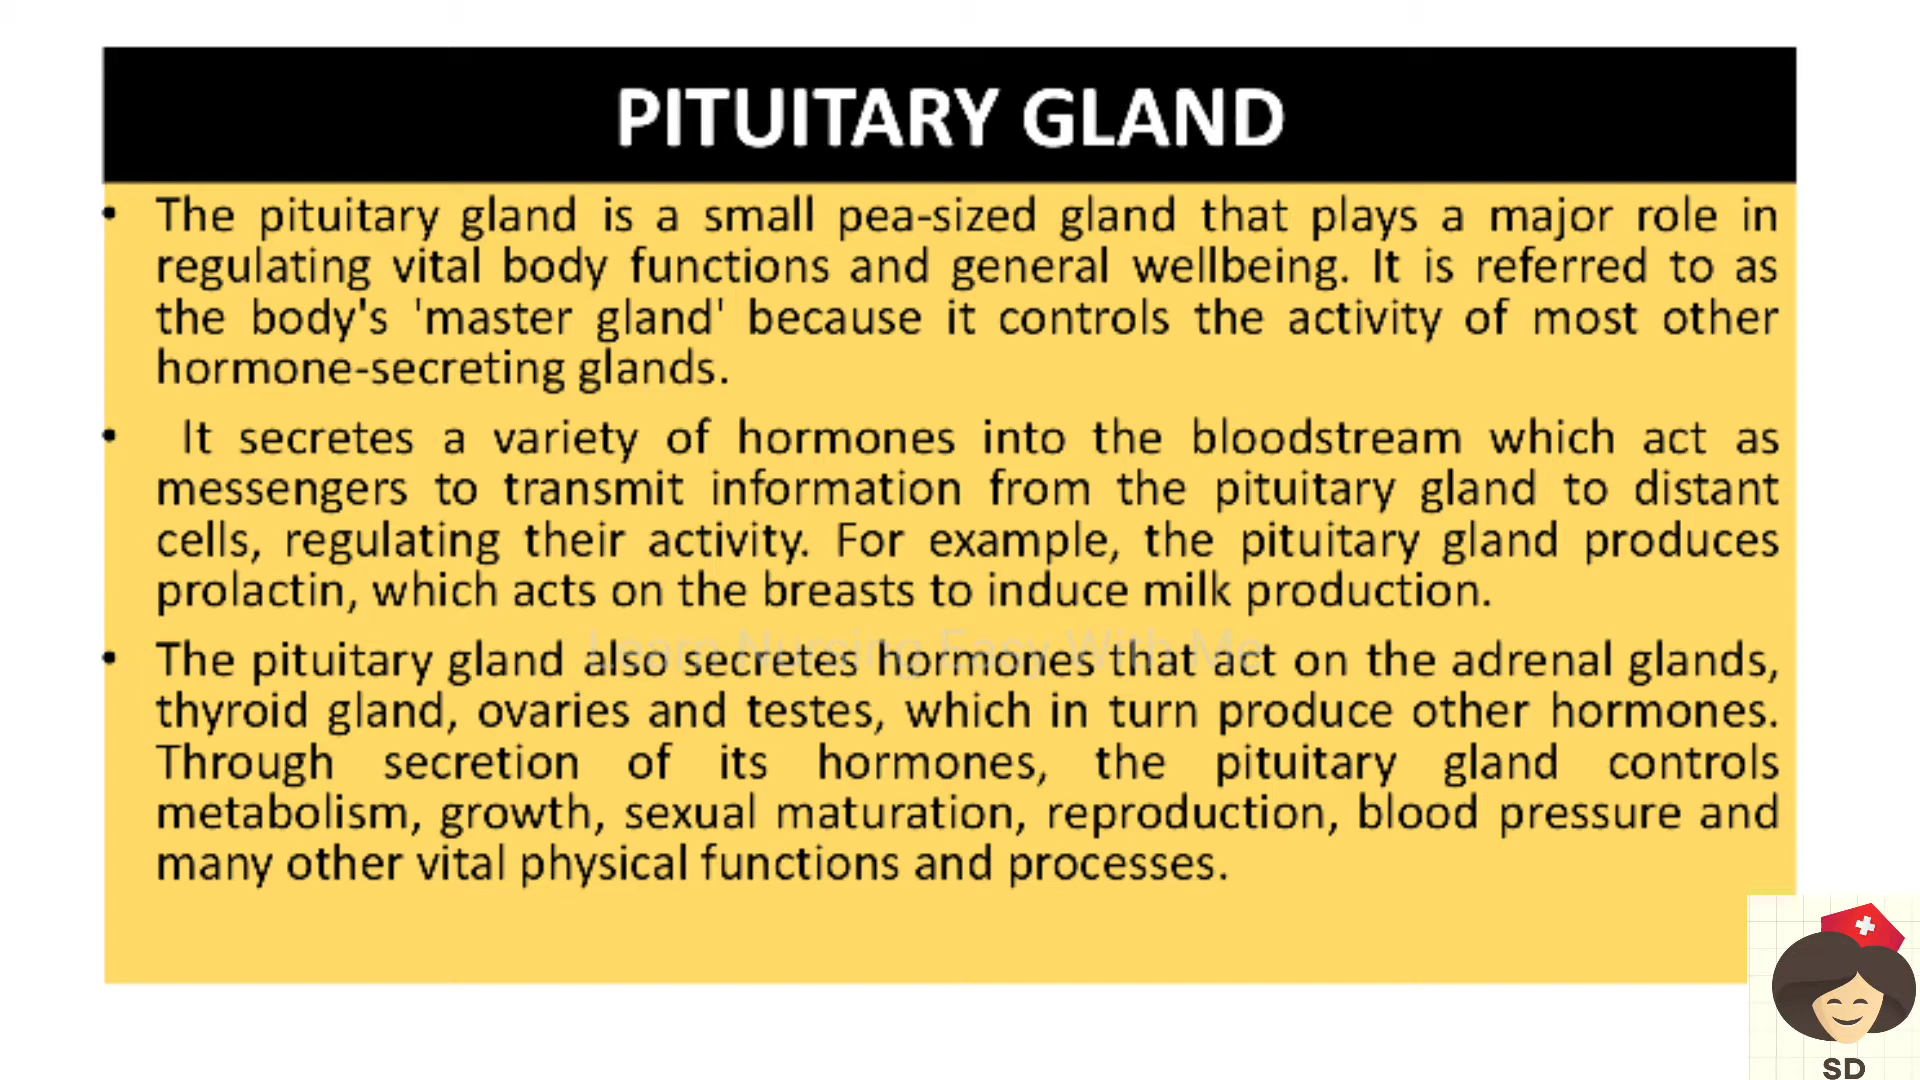 PITUITARY GLAND
• The pituitary gland is a small pea-sized gland that plays a major role in
regulating vital body functions and general wellbeing. It is referred to as
the body's 'master gland' because it controls the activity of most other
hormone-secreting glands.
• It secretes a variety of hormones into the bloodstream which act as
messengers to transmit information from the pituitary gland to distant
cells, regulating their activity. For example, the pituitary gland produces
prolactin, which acts on the breasts to induce milk production.
Learn Nursing Easy With Me
• The pituitary gland also secretes hormones that act on the adrenal glands,
thyroid gland, ovaries and testes, which in turn produce other hormones.
Through secretion of its hormones, the pituitary gland controls
metabolism, growth, sexual maturation, reproduction, blood pressure and
many other vital physical functions and processes.
SD